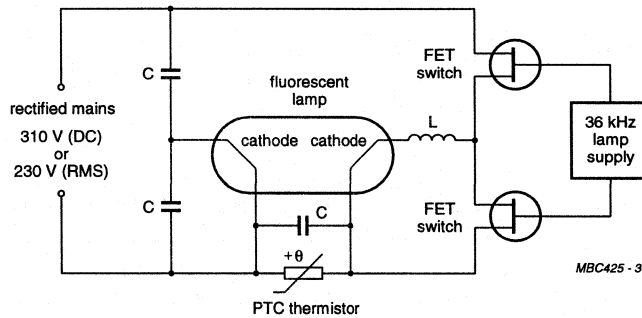 C
rectified mains
310 V (DC)
or
230 V (RMS)
C
fluorescent
lamp
cathode
cathode
L
C
+θ
PTC thermistor
FET
switch
FET
switch
36 kHz
lamp
supply
MBC425 - 3